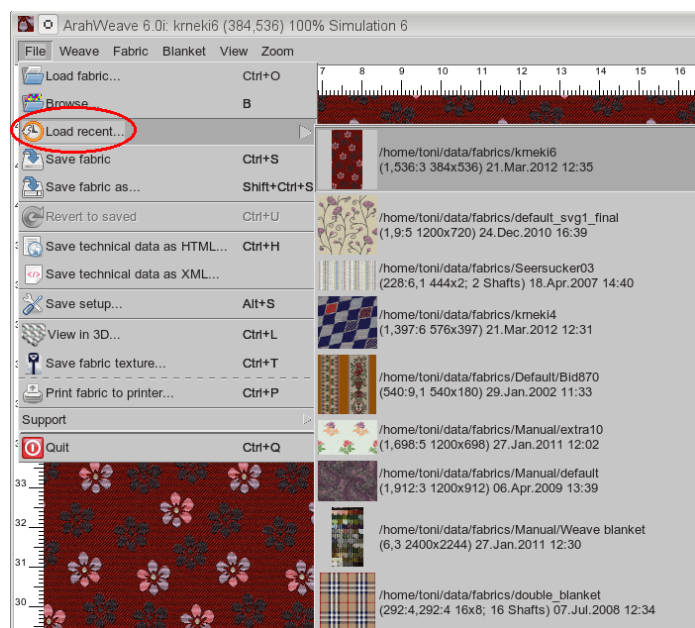 ArahWeave 6.0i: krneki6 (384,536) 100% Simulation 6
File Weave Fabric Blanket View Zoom
Load fabric... Ctrl+O
Browse... B
Load recent...
Save fabric Ctrl+S
Save fabric as... Shift+Ctrl+S
Revert to saved Ctrl+U
Save technical data as HTML... Ctrl+H
Save technical data as XML...
Save setup... Alt+S
View in 3D... Ctrl+L
Save fabric texture... Ctrl+T
Print fabric to printer... Ctrl+P
Support
Quit Ctrl+Q
7 8 9 10 11 12 13 14 15 16
/home/toni/data/fabrics/krneki6
(1,536:3 384x536) 21.Mar.2012 12:35
/home/toni/data/fabrics/default_svg1_final
(1,9:5 1200x720) 24.Dec.2010 16:39
/home/toni/data/fabrics/Seersucker03
(228:6,1 444x2; 2 Shafts) 18.Apr.2007 14:40
/home/toni/data/fabrics/krneki4
(1,397:6 576x397) 21.Mar.2012 12:31
/home/toni/data/fabrics/Default/Bid870
(540:9,1 540x180) 29.Jan.2002 11:33
/home/toni/data/fabrics/Manual/extra10
(1,698:5 1200x698) 27.Jan.2011 12:02
/home/toni/data/fabrics/Manual/default
(1,912:3 1200x912) 06.Apr.2009 13:39
/home/toni/data/fabrics/Manual/Weave blanket
(6,3 2400x2244) 27.Jan.2011 12:30
/home/toni/data/fabrics/double_blanket
(292:4,292:4 16x8; 16 Shafts) 07.Jul.2008 12:34
33
32
31
30